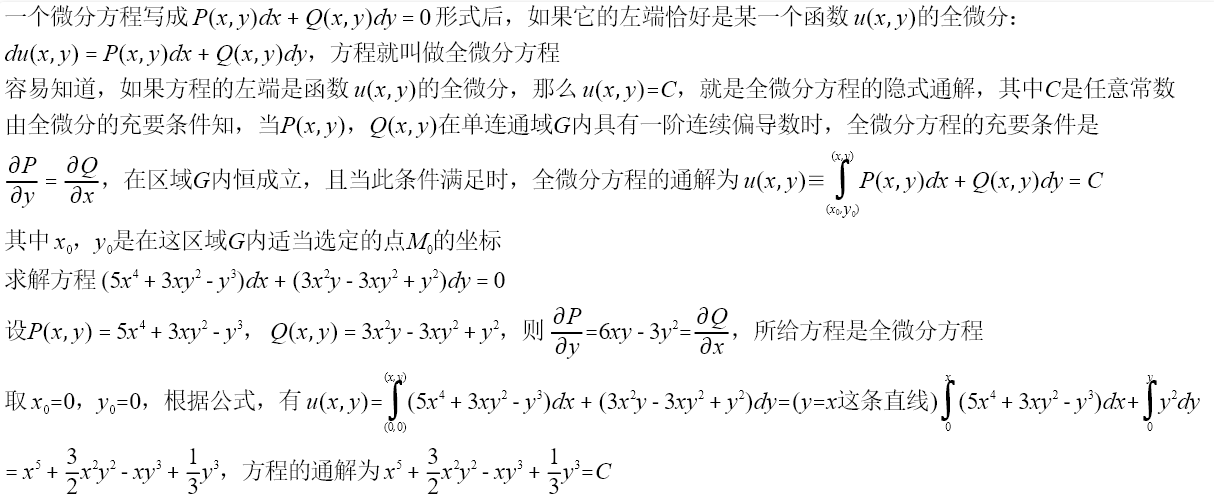 一个微分方程写成 P(x, y)dx + Q(x, y)dy = 0 形式后，如果它的左端恰好是某一个函数 u(x, y)的全微分：
du(x, y) = P(x, y)dx + Q(x, y)dy，方程就叫做全微分方程
容易知道，如果方程的左端是函数 u(x, y)的全微分，那么 u(x, y)=C，就是全微分方程的隐式通解，其中C是任意常数
由全微分的充要条件知，当P(x, y)，Q(x, y)在单连通域G内具有一阶连续偏导数时，全微分方程的充要条件是
∂P/∂y = ∂Q/∂x，在区域G内恒成立，且当此条件满足时，全微分方程的通解为 u(x, y)≡∫_(x₀,y₀)^(x,y) P(x, y)dx + Q(x, y)dy = C
其中 x₀，y₀是在这区域G内适当选定的点M₀的坐标
求解方程 (5x⁴ + 3xy² - y³)dx + (3x²y - 3xy² + y²)dy = 0
设P(x, y) = 5x⁴ + 3xy² - y³， Q(x, y) = 3x²y - 3xy² + y²，则 ∂P/∂y=6xy - 3y²=∂Q/∂x，所给方程是全微分方程
取 x₀=0，y₀=0，根据公式，有 u(x, y)=∫_(0,0)^(x,y) (5x⁴ + 3xy² - y³)dx + (3x²y - 3xy² + y²)dy=(y=x这条直线)∫_0^x (5x⁴ + 3xy² - y³)dx+∫_0^y y²dy
= x⁵ + 3/2x²y² - xy³ + 1/3y³，方程的通解为 x⁵ + 3/2x²y² - xy³ + 1/3y³=C